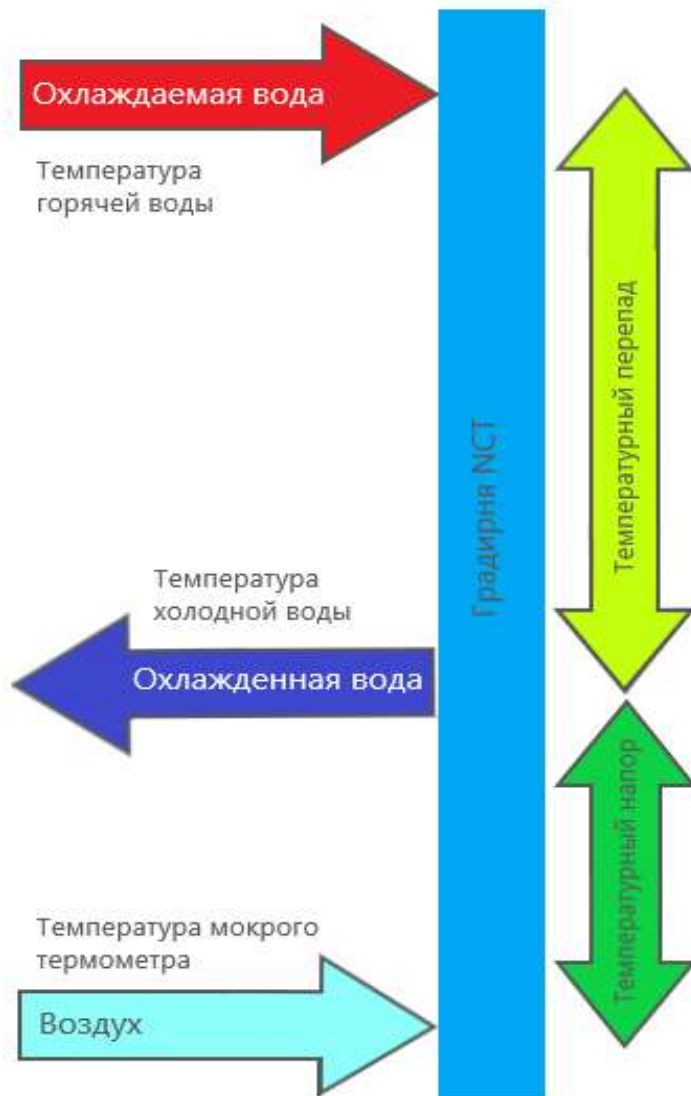 Охлаждаемая вода
Температура
горячей воды
Температурный перепад
Градирня NCT
Температура
холодной воды
Охлажденная вода
Температурный напор
Температура мокрого
термометра
Воздух